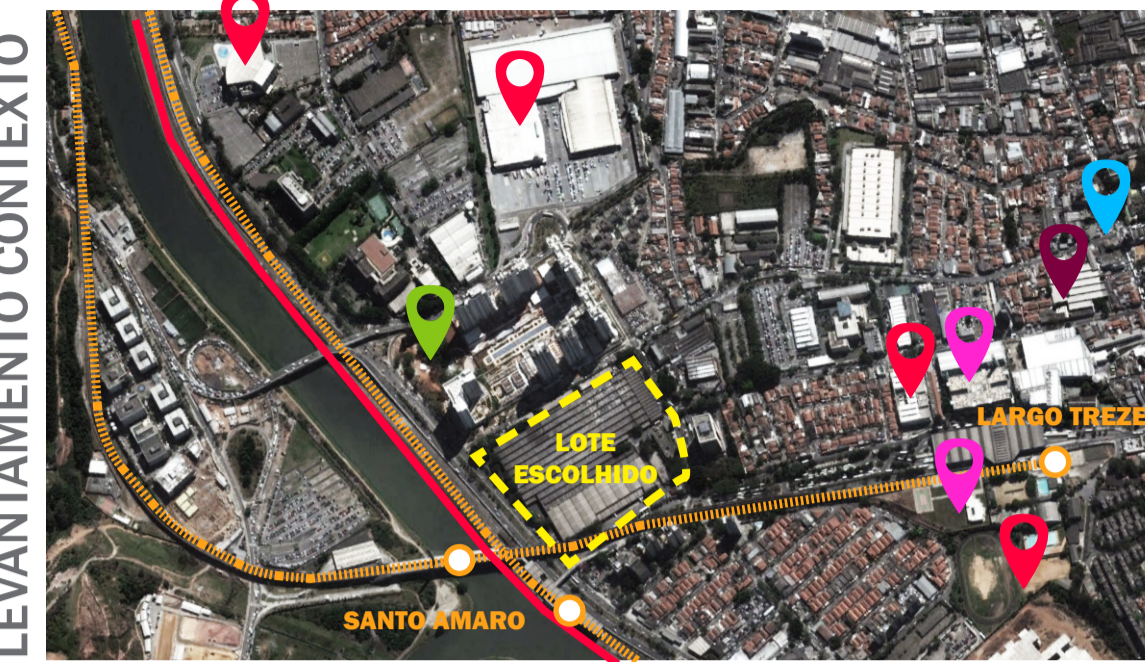 LEVANTAMENTO CONTEXTO
LOTE
ESCOLHIDO
LARGO TREZE
SANTO AMARO